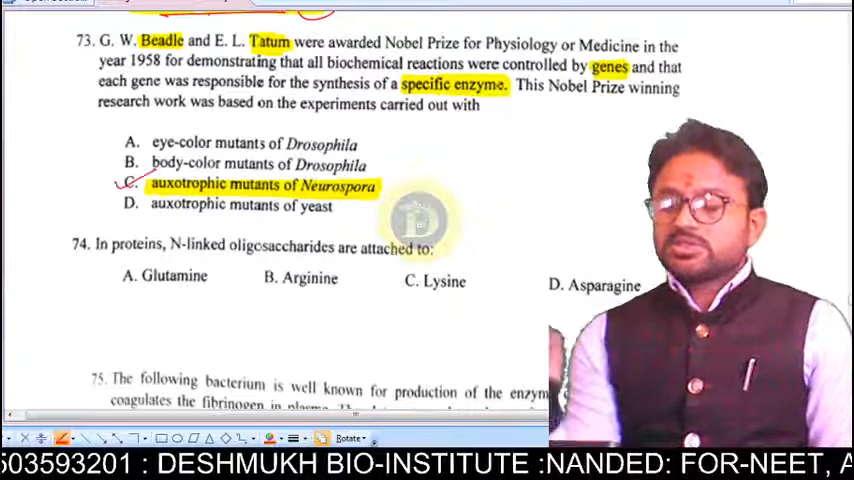 73. G. W. Beadle and E. L. Tatum were awarded Nobel Prize for Physiology or Medicine in the
year 1958 for demonstrating that all biochemical reactions were controlled by genes and that
each gene was responsible for the synthesis of a specific enzyme. This Nobel Prize winning
research work was based on the experiments carried out with
A. eye-color mutants of Drosophila
B. body-color mutants of Drosophila
C. auxotrophic mutants of Neurospora
D. auxotrophic mutants of yeast
74. In proteins, N-linked oligosaccharides are attached to:
A. Glutamine B. Arginine C. Lysine D. Asparagine
75. The following bacterium is well known for production of the enzym
coagulates the fibrinogen in plasma.
Rotate
503593201 : DESHMUKH BIO-INSTITUTE :NANDED: FOR-NEET, A